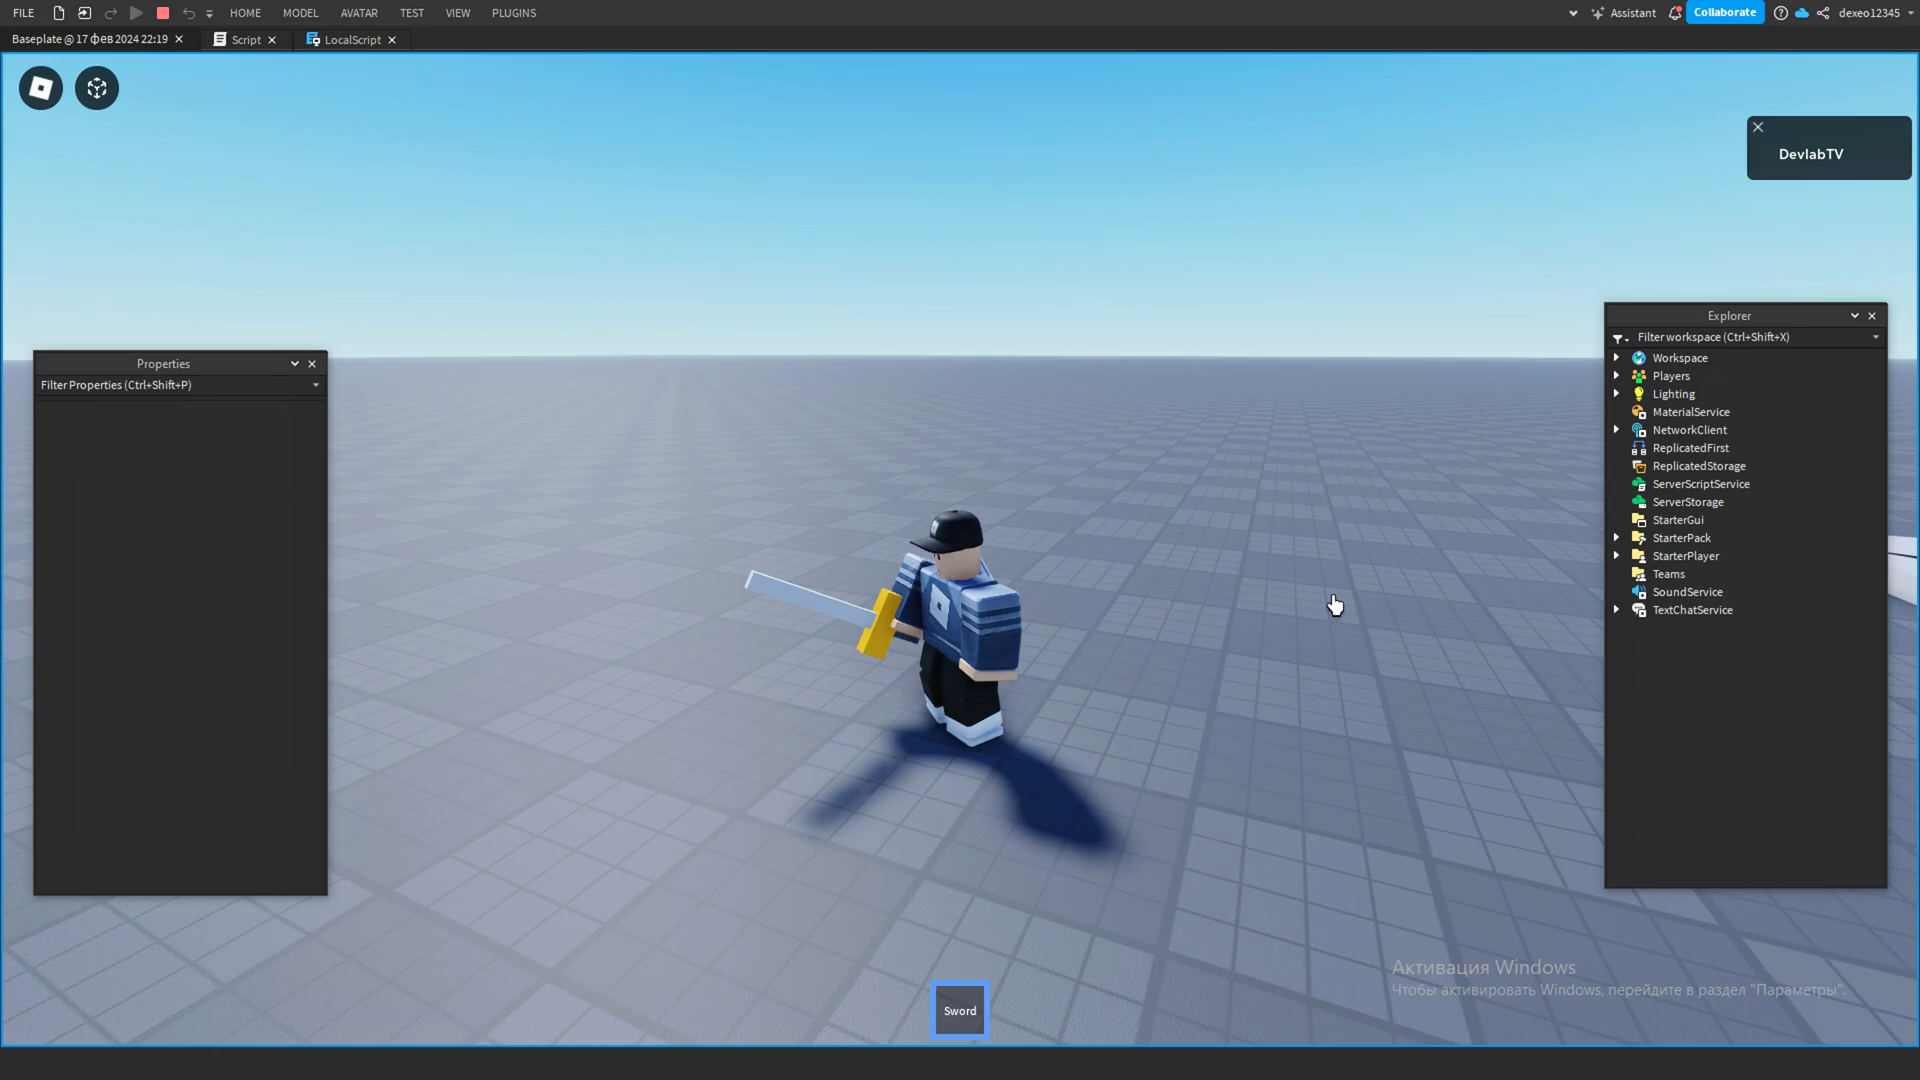 FILE
HOME
MODEL
AVATAR
TEST
VIEW
PLUGINS
Assistant
Collaborate
dexeo12345
Baseplate @ 17 фев 2024 22:19
Script
LocalScript
DevlabTV
Explorer
Filter workspace (Ctrl+Shift+X)
Workspace
Players
Lighting
MaterialService
NetworkClient
ReplicatedFirst
ReplicatedStorage
ServerScriptService
ServerStorage
StarterGui
StarterPack
StarterPlayer
Teams
SoundService
TextChatService
Properties
Filter Properties (Ctrl+Shift+P)
Активация Windows
Чтобы активировать Windows, перейдите в раздел "Параметры".
Sword